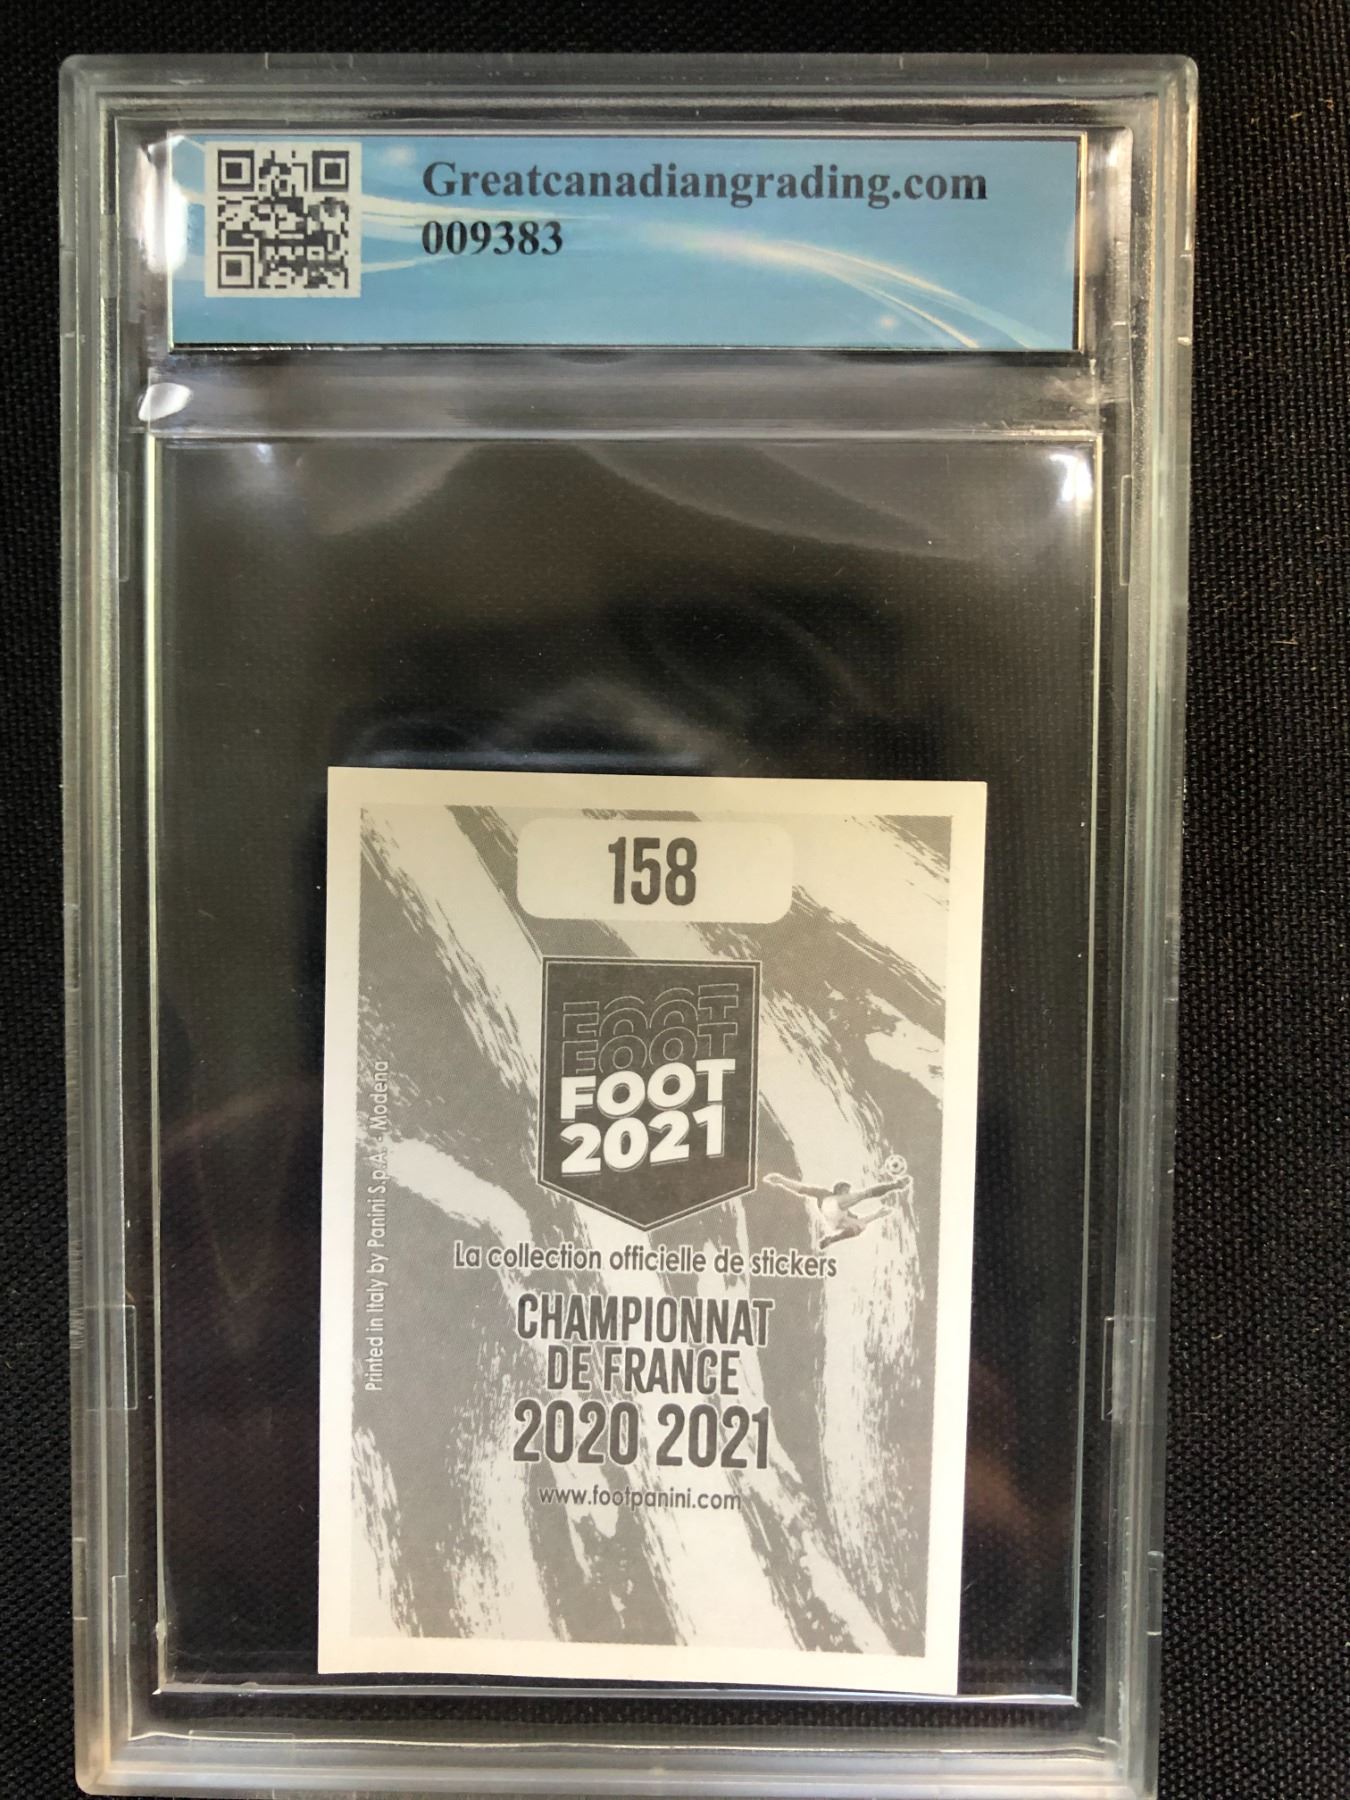 Greatcanadiangrading.com
009383
158
FOOT
FOOT
FOOT
2021
La collection officielle de stickers
CHAMPIONNAT
DE FRANCE
2020 2021
www.footpanini.com
Printed in Italy by Panini S.p.A. - Modena